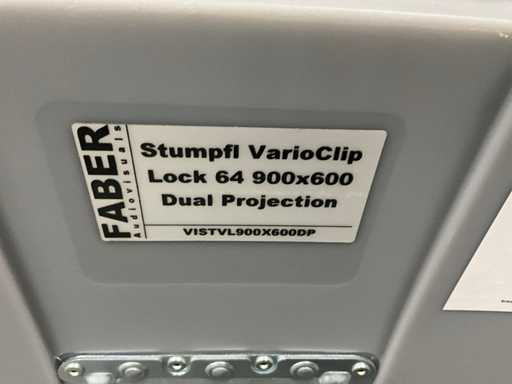 FABER
Audiovisuals
Stumpfl VarioClip
Lock 64 900x600
Dual Projection
VISTVL900X600DP